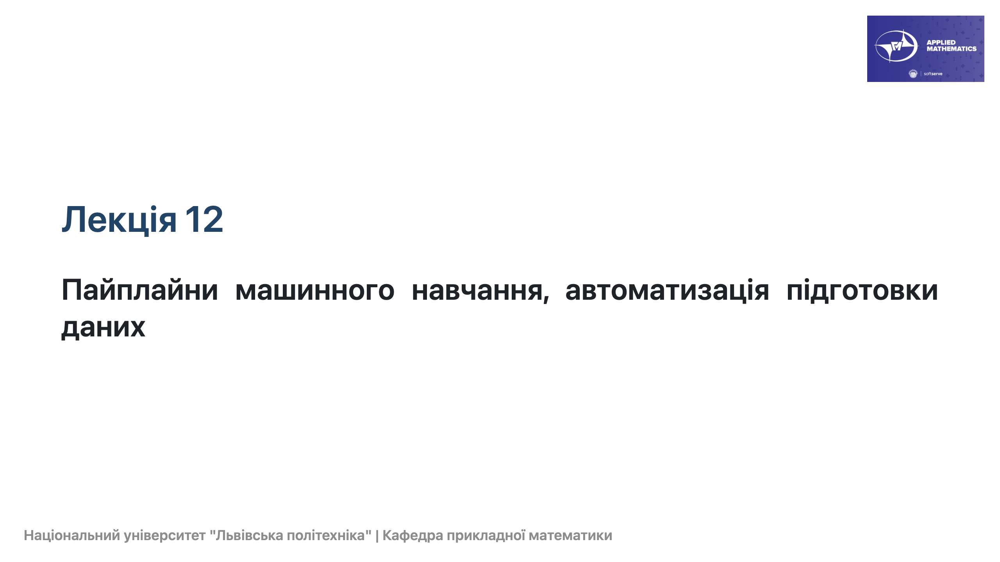 APPLIED
MATHEMATICS
softserve
Лекція 12
Пайплайни машинного навчання, автоматизація підготовки
даних
Національний університет "Львівська політехніка" | Кафедра прикладної математики